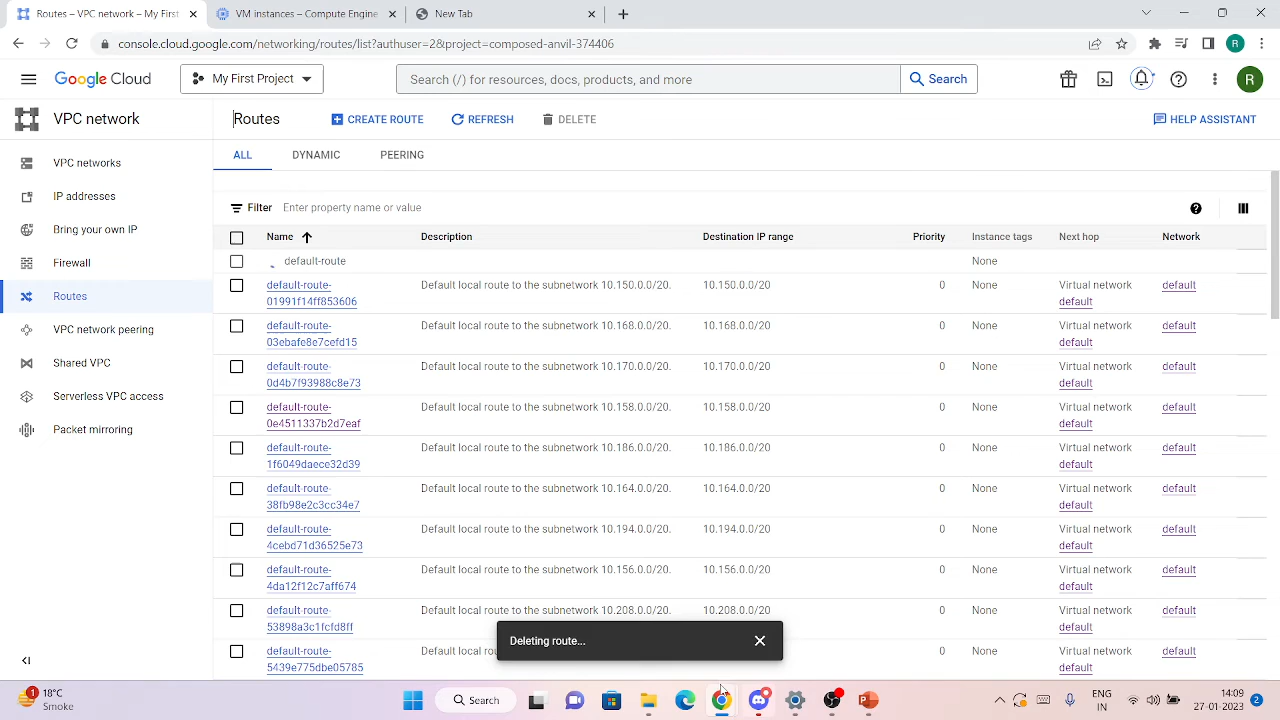 Routes – VPC network – My First
VM instances – Compute Engine
New Tab
console.cloud.google.com/networking/routes/list?authuser=2&project=composed-anvil-374406
R
Google Cloud
My First Project
Search (/) for resources, docs, products, and more
Search
R
VPC network
Routes
CREATE ROUTE
REFRESH
DELETE
HELP ASSISTANT
VPC networks
IP addresses
Bring your own IP
Firewall
Routes
VPC network peering
Shared VPC
Serverless VPC access
Packet mirroring
ALL
DYNAMIC
PEERING
Filter
Enter property name or value
Name
Description
Destination IP range
Priority
Instance tags
Next hop
Network
default-route
None
default-route-
01991f14ff853606
Default local route to the subnetwork 10.150.0.0/20.
10.150.0.0/20
0
None
Virtual network
default
default
default-route-
03ebafe8e7cefd15
Default local route to the subnetwork 10.168.0.0/20.
10.168.0.0/20
0
None
Virtual network
default
default
default-route-
0d4b7f93988c8e73
Default local route to the subnetwork 10.170.0.0/20.
10.170.0.0/20
0
None
Virtual network
default
default
default-route-
0e4511337b2d7eaf
Default local route to the subnetwork 10.158.0.0/20.
10.158.0.0/20
0
None
Virtual network
default
default
default-route-
1f6049daece32d39
Default local route to the subnetwork 10.186.0.0/20.
10.186.0.0/20
0
None
Virtual network
default
default
default-route-
38fb98e2c3cc34e7
Default local route to the subnetwork 10.164.0.0/20.
10.164.0.0/20
0
None
Virtual network
default
default
default-route-
4cebd71d36525e73
Default local route to the subnetwork 10.194.0.0/20.
10.194.0.0/20
0
None
Virtual network
default
default
default-route-
4da12f12c7aff674
Default local route to the subnetwork 10.156.0.0/20.
10.156.0.0/20
0
None
Virtual network
default
default
default-route-
53898a3c1fcfd8ff
Default local route to the subnetwork 10.208.0.0/20.
10.208.0.0/20
0
None
Virtual network
default
default
default-route-
5439e775dbe05785
Default local rou
0
None
Virtual network
default
default
Deleting route...
1
18°C
Smoke
Search
ENG
IN
14:09
27-01-2023
2